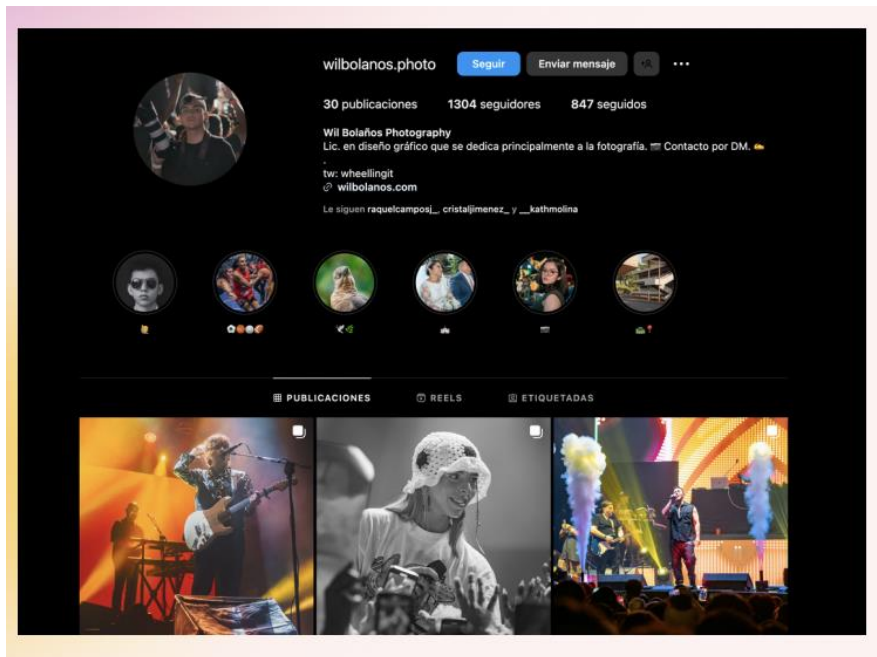 wilbolanos.photo Seguir Enviar mensaje
30 publicaciones 1304 seguidores 847 seguidos
Wil Bolaños Photography
Lic. en diseño gráfico que se dedica principalmente a la fotografía. 📷 Contacto por DM. ✍️
.
tw: wheellingit
wilbolanos.com
Le siguen raquelcamposj_, cristaljimenez_ y __kathmolina
PUBLICACIONES REELS ETIQUETADAS